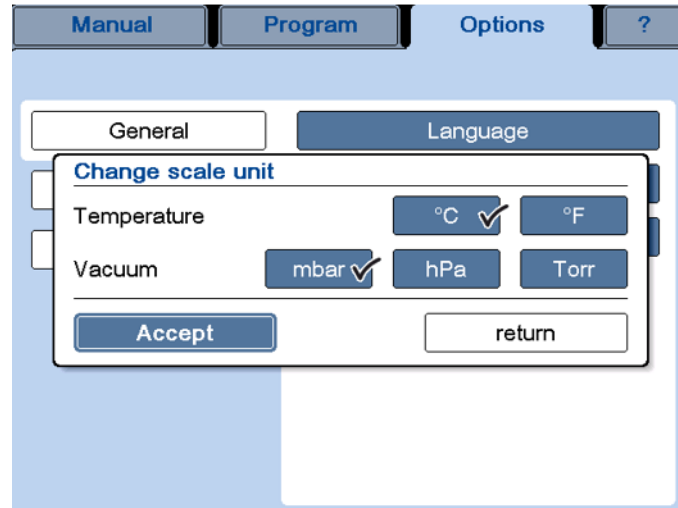 Manual Program Options ?
General Language
Change scale unit
Temperature °C °F
Vacuum mbar hPa Torr
Accept return